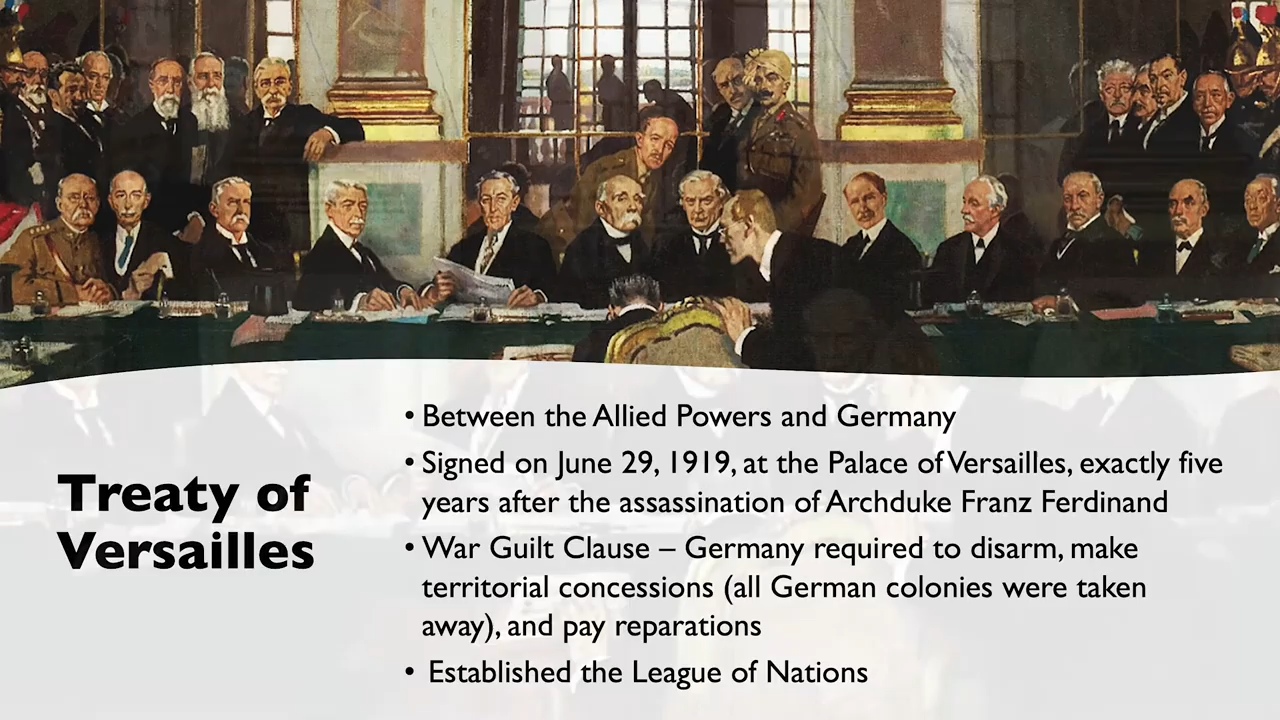 Treaty of
Versailles
• Between the Allied Powers and Germany
• Signed on June 29, 1919, at the Palace of Versailles, exactly five
years after the assassination of Archduke Franz Ferdinand
• War Guilt Clause – Germany required to disarm, make
territorial concessions (all German colonies were taken
away), and pay reparations
• Established the League of Nations